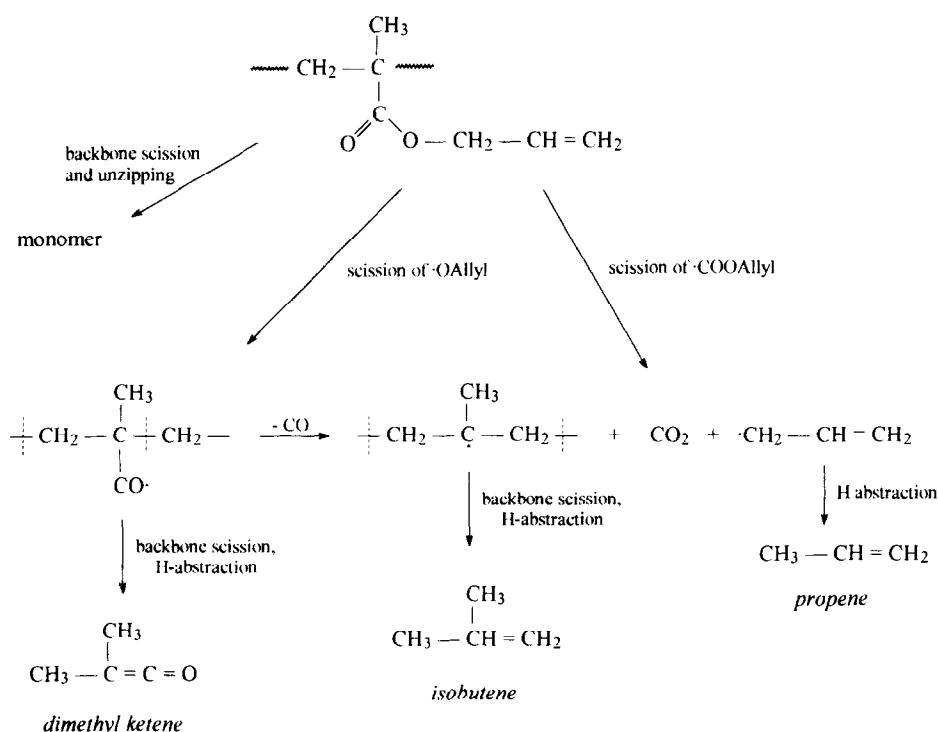 CH3
CH2 — C
C
O O — CH2 — CH = CH2
backbone scission
and unzipping
monomer
scission of ·OAllyl
scission of ·COOAllyl
CH3
CH2 — C — CH2 —
CO·
- CO
CH3
CH2 — C — CH2
·
+ CO2 + ·CH2 — CH — CH2
backbone scission,
H-abstraction
backbone scission,
H-abstraction
H abstraction
CH3
CH3 — C = C = O
dimethyl ketene
CH3
CH3 — CH = CH2
isobutene
CH3 — CH = CH2
propene